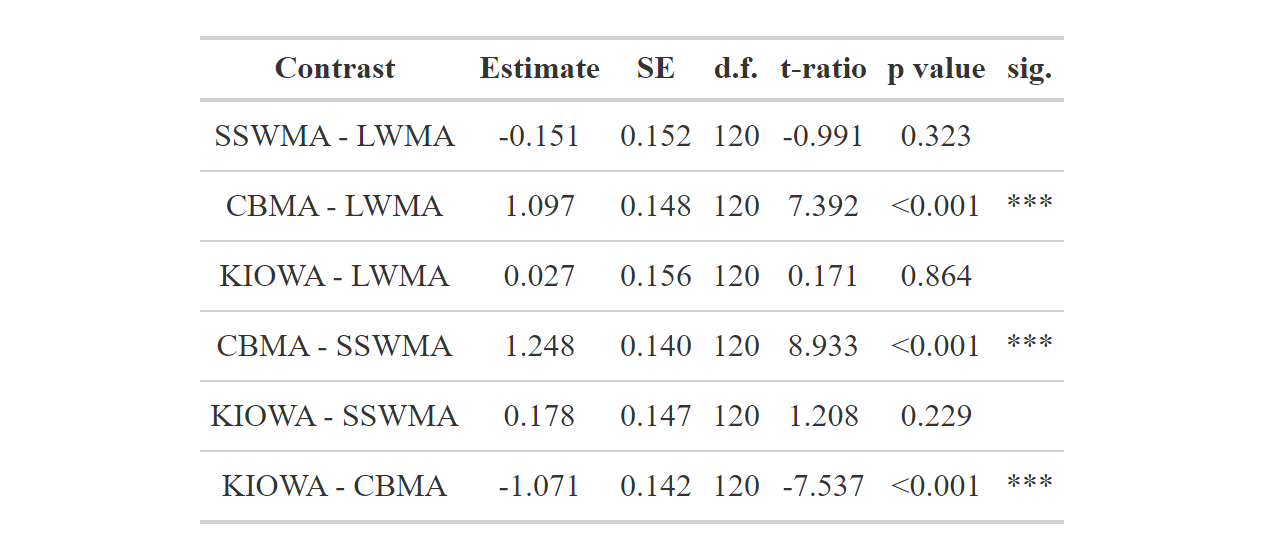 Contrast Estimate SE d.f. t-ratio p value sig.
SSWMA - LWMA -0.151 0.152 120 -0.991 0.323
CBMA - LWMA 1.097 0.148 120 7.392 <0.001 ***
KIOWA - LWMA 0.027 0.156 120 0.171 0.864
CBMA - SSWMA 1.248 0.140 120 8.933 <0.001 ***
KIOWA - SSWMA 0.178 0.147 120 1.208 0.229
KIOWA - CBMA -1.071 0.142 120 -7.537 <0.001 ***